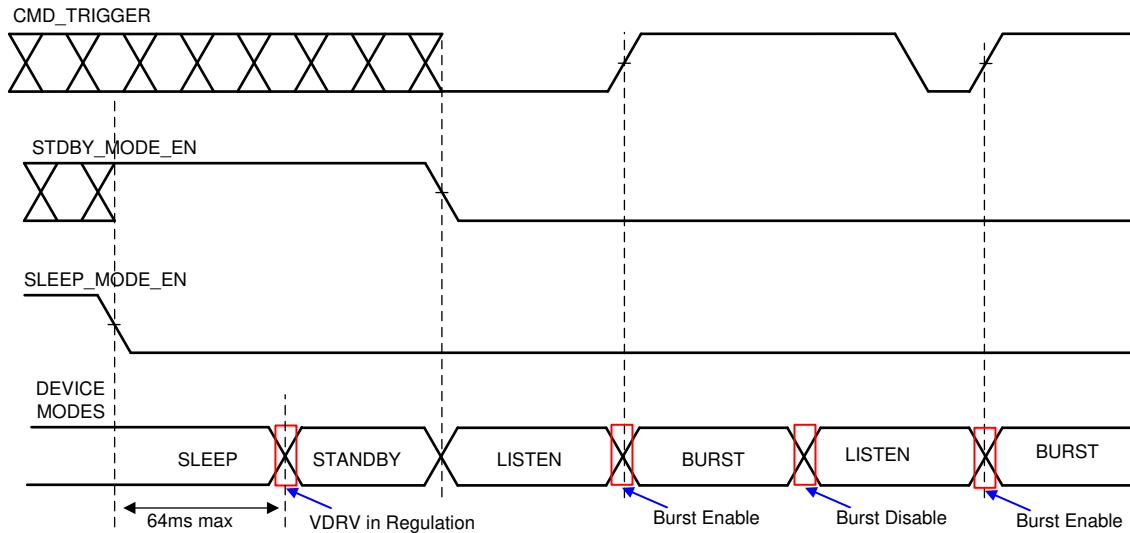 CMD_TRIGGER
STDBY_MODE_EN
SLEEP_MODE_EN
DEVICE
MODES
SLEEP
STANDBY
LISTEN
BURST
LISTEN
BURST
64ms max
VDRV in Regulation
Burst Enable
Burst Disable
Burst Enable